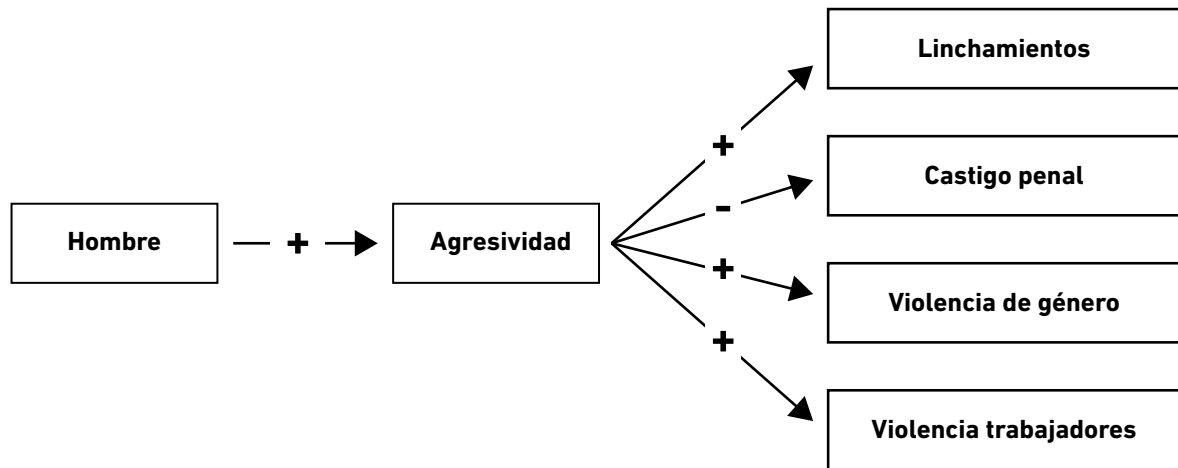 Linchamientos
+
Castigo penal
-
Hombre
+
Agresividad
+
Violencia de género
+
Violencia trabajadores